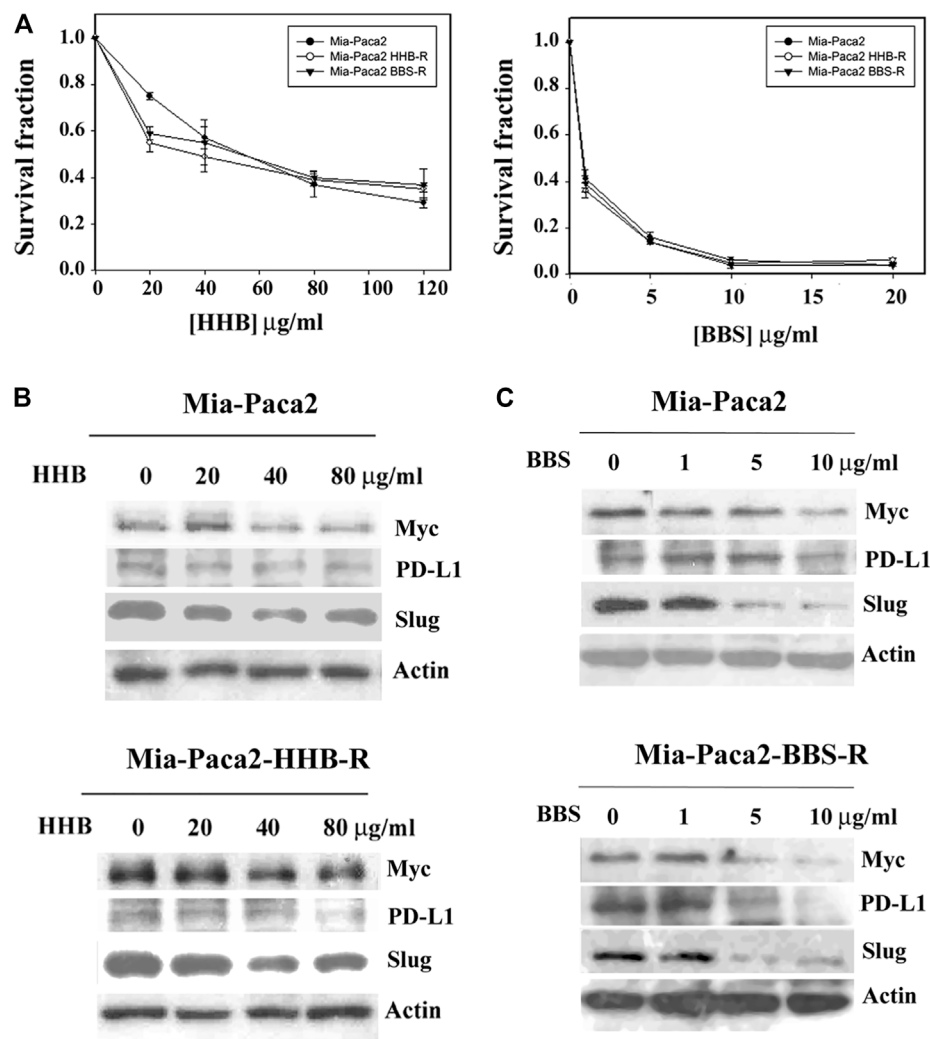 A
1.0
0.8
0.6
0.4
0.2
0.0
Survival fraction
0 20 40 60 80 100 120
[HHB] µg/ml
Mia-Paca2
Mia-Paca2 HHB-R
Mia-Paca2 BBS-R
1.0
0.8
0.6
0.4
0.2
0.0
Survival fraction
0 5 10 15 20
[BBS] µg/ml
Mia-Paca2
Mia-Paca2 HHB-R
Mia-Paca2 BBS-R
B
Mia-Paca2
HHB 0 20 40 80 µg/ml
Myc
PD-L1
Slug
Actin
Mia-Paca2-HHB-R
HHB 0 20 40 80 µg/ml
Myc
PD-L1
Slug
Actin
C
Mia-Paca2
BBS 0 1 5 10 µg/ml
Myc
PD-L1
Slug
Actin
Mia-Paca2-BBS-R
BBS 0 1 5 10 µg/ml
Myc
PD-L1
Slug
Actin